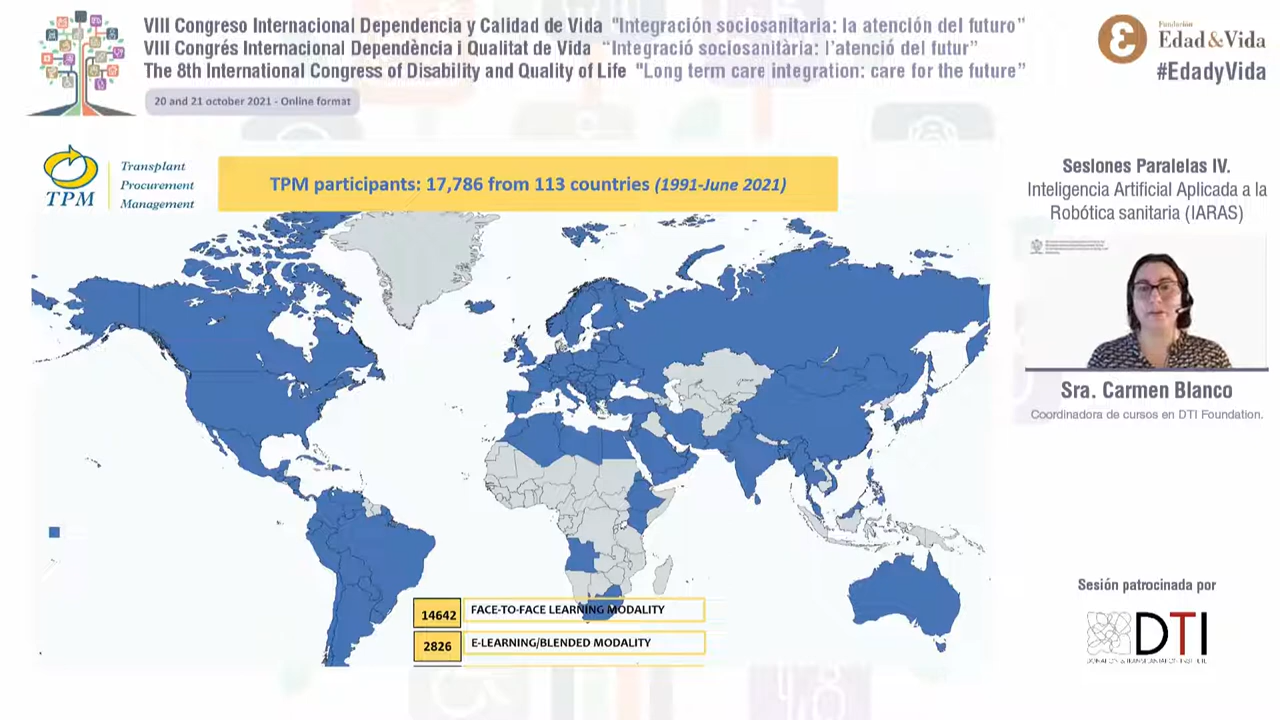 VIII Congreso Internacional Dependencia y Calidad de Vida "Integración sociosanitaria: la atención del futuro"
VIII Congrés Internacional Dependència i Qualitat de Vida "Integració sociosanitària: l'atenció del futur"
The 8th International Congress of Disability and Quality of Life "Long term care integration: care for the future"
20 and 21 october 2021 - Online format
Fundación
Edad&Vida
#EdadyVida
TPM
Transplant
Procurement
Management
TPM participants: 17,786 from 113 countries (1991-June 2021)
14642 FACE-TO-FACE LEARNING MODALITY
2826 E-LEARNING/BLENDED MODALITY
Sesiones Paralelas IV.
Inteligencia Artificial Aplicada a la
Robótica sanitaria (IARAS)
Sra. Carmen Blanco
Coordinadora de cursos en DTI Foundation.
Sesión patrocinada por
DTI
DONATION & TRANSPLANTATION INSTITUTE